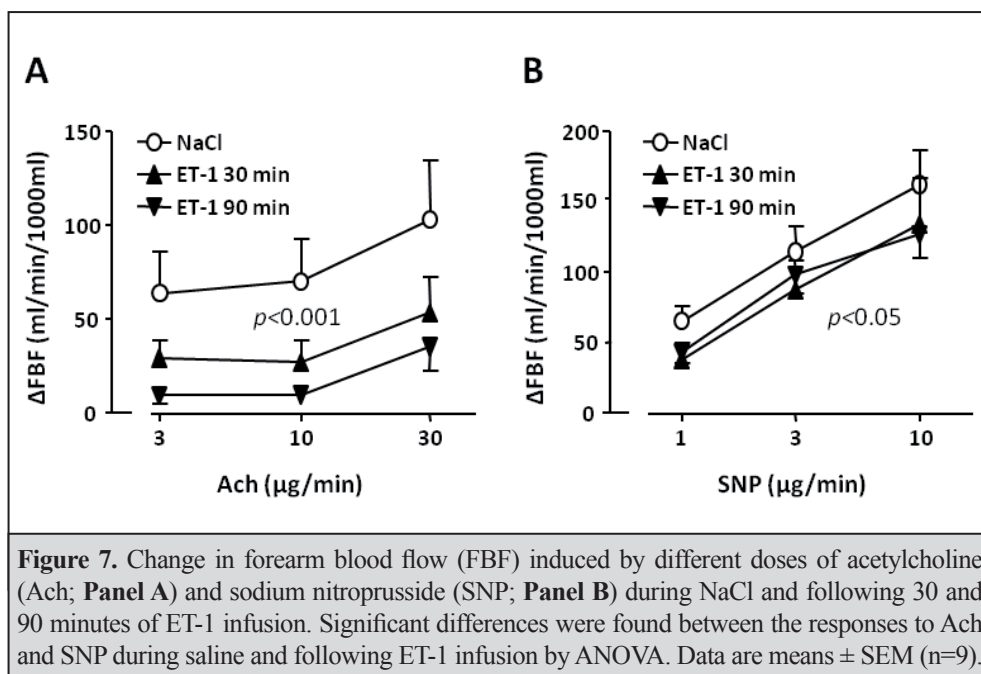 A
B
150
100
50
0
ΔFBF (ml/min/1000ml)
NaCl
ET-1 30 min
ET-1 90 min
p<0.001
3
10
30
Ach (µg/min)
200
150
100
50
0
ΔFBF (ml/min/1000ml)
NaCl
ET-1 30 min
ET-1 90 min
p<0.05
1
3
10
SNP (µg/min)
Figure 7. Change in forearm blood flow (FBF) induced by different doses of acetylcholine
(Ach; Panel A) and sodium nitroprusside (SNP; Panel B) during NaCl and following 30 and
90 minutes of ET-1 infusion. Significant differences were found between the responses to Ach
and SNP during saline and following ET-1 infusion by ANOVA. Data are means ± SEM (n=9).